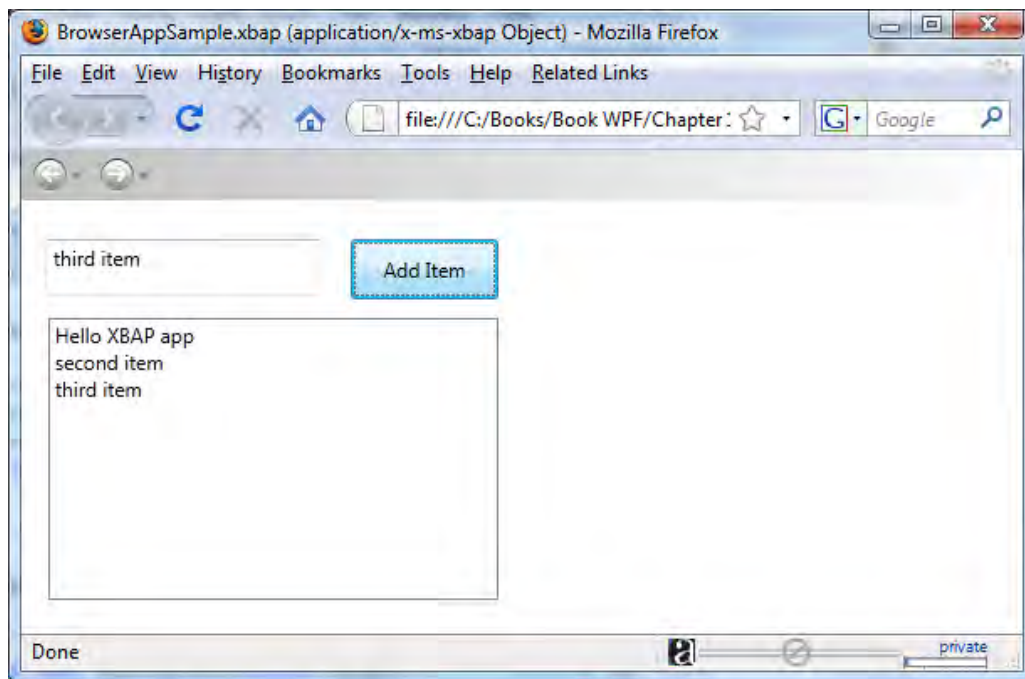 BrowserAppSample.xbap (application/x-ms-xbap Object) - Mozilla Firefox
File Edit View History Bookmarks Tools Help Related Links
file:///C:/Books/Book WPF/Chapter
G Google
third item
Add Item
Hello XBAP app
second item
third item
Done
private